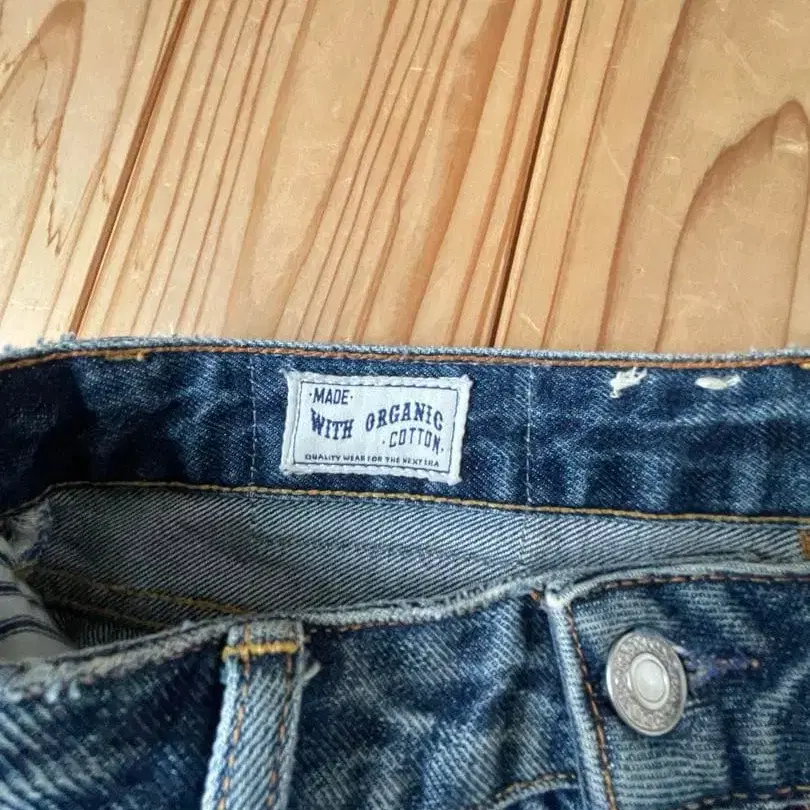 ·MADE·
WITH ORGANIC
·COTTON·
QUALITY WEAR FOR THE NEXT ERA